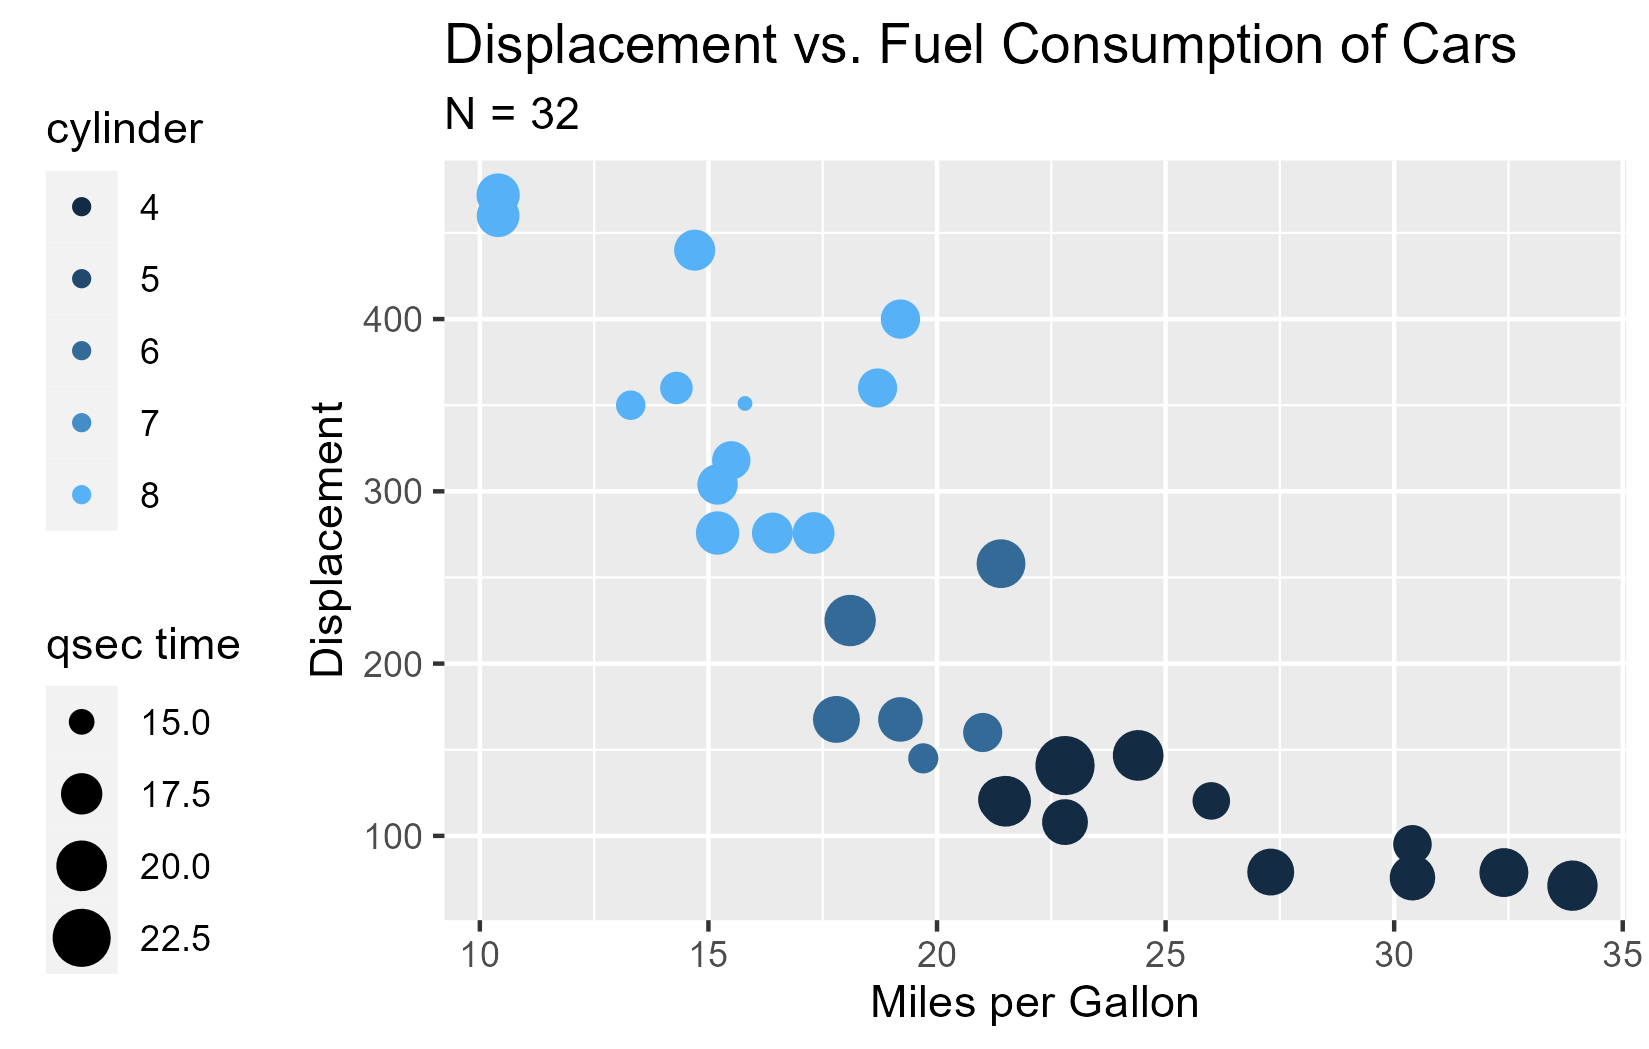 Displacement vs. Fuel Consumption of Cars
N = 32
cylinder
4
5
6
7
8
qsec time
15.0
17.5
20.0
22.5
Displacement
400
300
200
100
10 15 20 25 30 35
Miles per Gallon